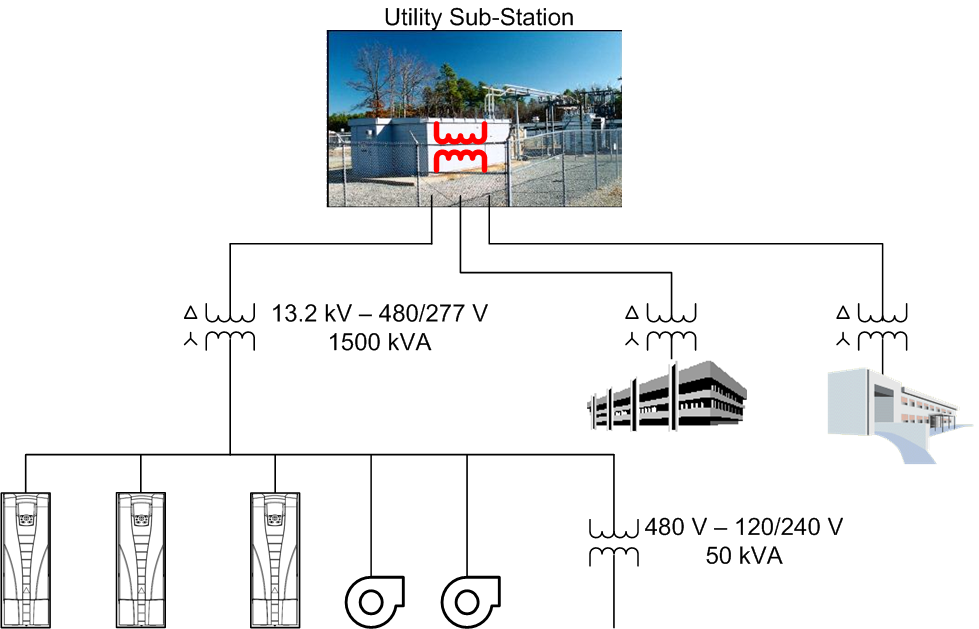 Utility Sub-Station
13.2 kV – 480/277 V
1500 kVA
480 V – 120/240 V
50 kVA